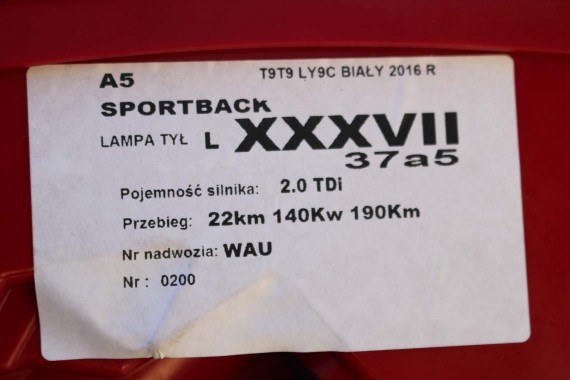 A5 T9T9 LY9C BIAŁY 2016 R
SPORTBACK
LAMPA TYŁ L XXXVII
37a5
Pojemność silnika: 2.0 TDi
Przebieg: 22km 140Kw 190Km
Nr nadwozia: WAU
Nr : 0200